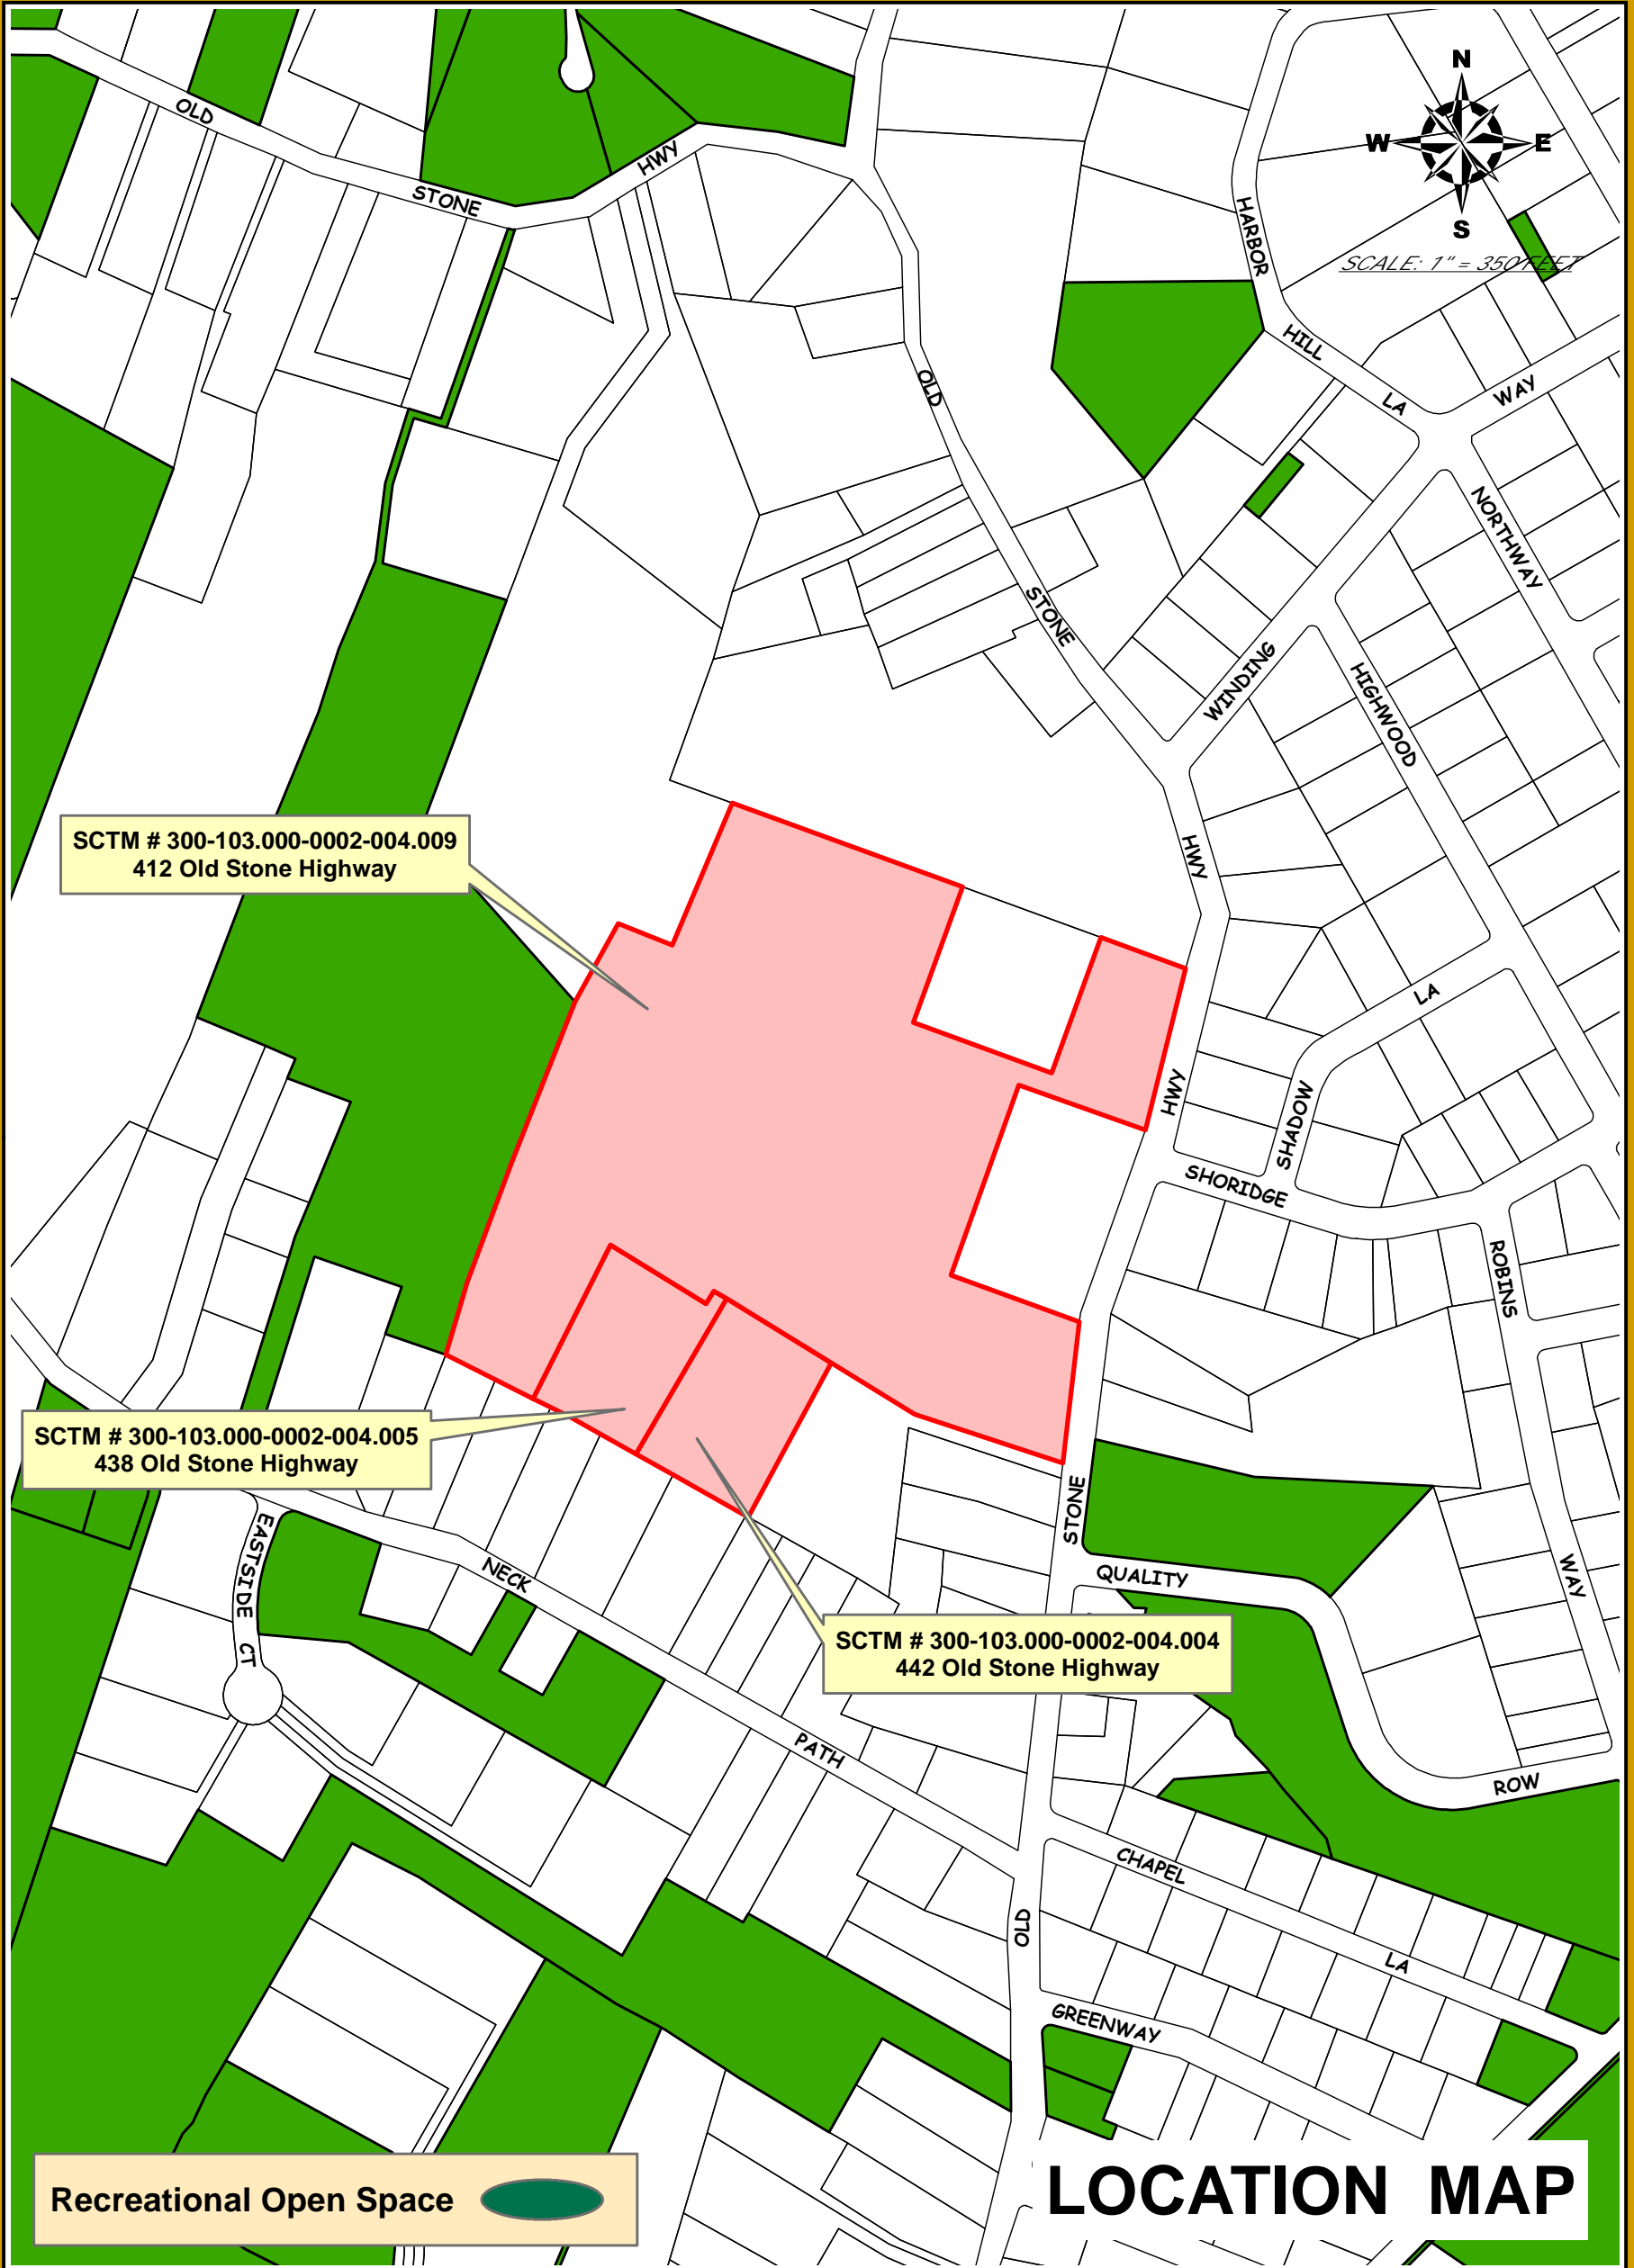 N
W E
S
SCALE: 1" = 350 FEET
OLD
STONE
HWY
HARBOR
HILL
LA
WAY
OLD
NORTHWAY
STONE
WINDING
HIGHWOOD
HWY
SCTM # 300-103.000-0002-004.009
412 Old Stone Highway
LA
HWY
SHADOW
SHORIDGE
ROBINS
SCTM # 300-103.000-0002-004.005
438 Old Stone Highway
STONE
EASTSIDE CT
NECK
QUALITY
WAY
SCTM # 300-103.000-0002-004.004
442 Old Stone Highway
PATH
ROW
CHAPEL
OLD
LA
GREENWAY
Recreational Open Space
LOCATION MAP